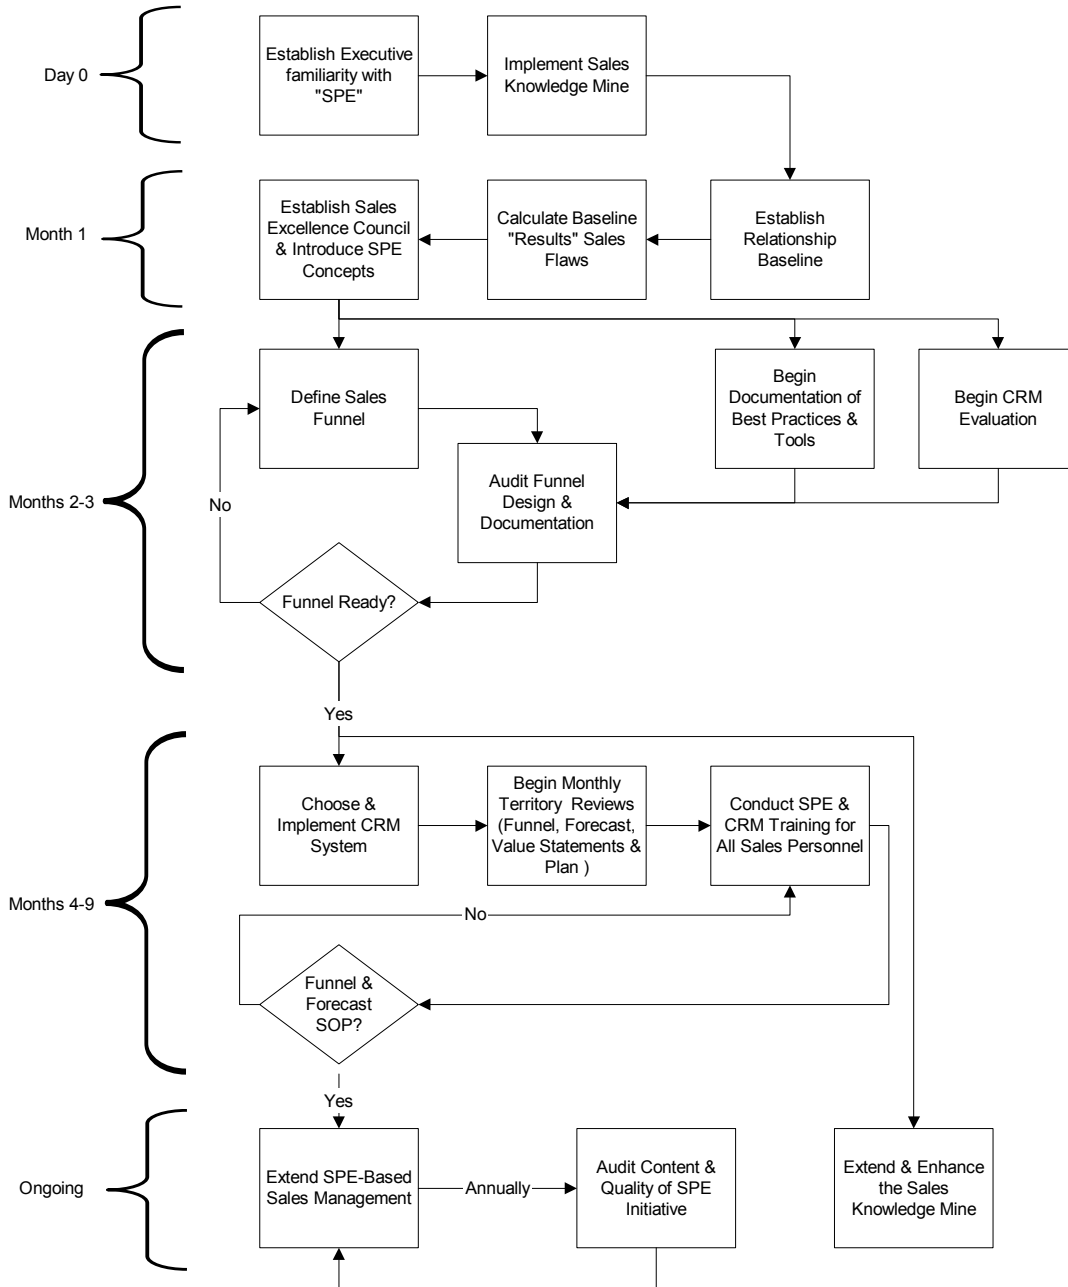 Day 0
Establish Executive
familiarity with
"SPE"
Implement Sales
Knowledge Mine
Month 1
Establish Sales
Excellence Council
& Introduce SPE
Concepts
Calculate Baseline
"Results" Sales
Flaws
Establish
Relationship
Baseline
Months 2-3
Define Sales
Funnel
Begin
Documentation of
Best Practices &
Tools
Begin CRM
Evaluation
Audit Funnel
Design &
Documentation
No
Funnel Ready?
Yes
Months 4-9
Choose &
Implement CRM
System
Begin Monthly
Territory Reviews
(Funnel, Forecast,
Value Statements &
Plan )
Conduct SPE &
CRM Training for
All Sales Personnel
No
Funnel &
Forecast
SOP?
Yes
Ongoing
Extend SPE-Based
Sales Management
Annually
Audit Content &
Quality of SPE
Initiative
Extend & Enhance
the Sales
Knowledge Mine